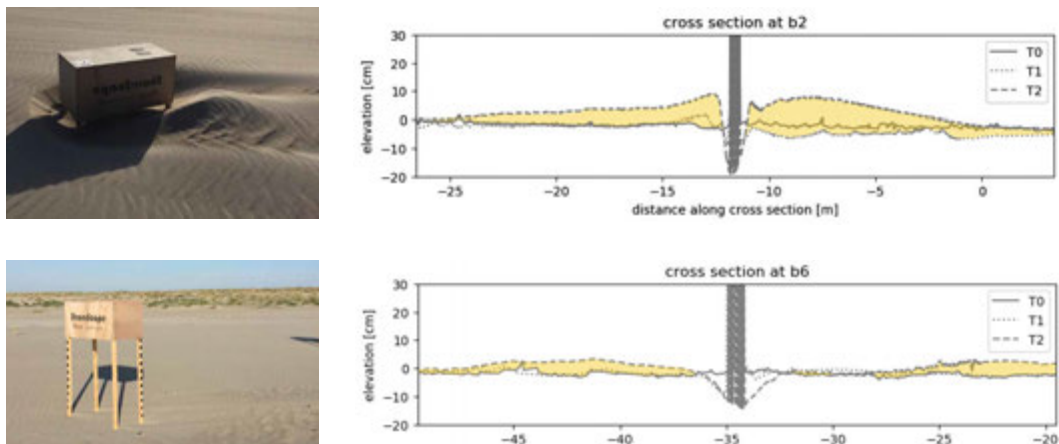 cross section at b2
30
20
10
0
−10
−20
elevation [cm]
T0
T1
T2
−25
−20
−15
−10
−5
0
distance along cross section [m]
cross section at b6
30
20
10
0
−10
−20
elevation [cm]
T0
T1
T2
−45
−40
−35
−30
−25
−20